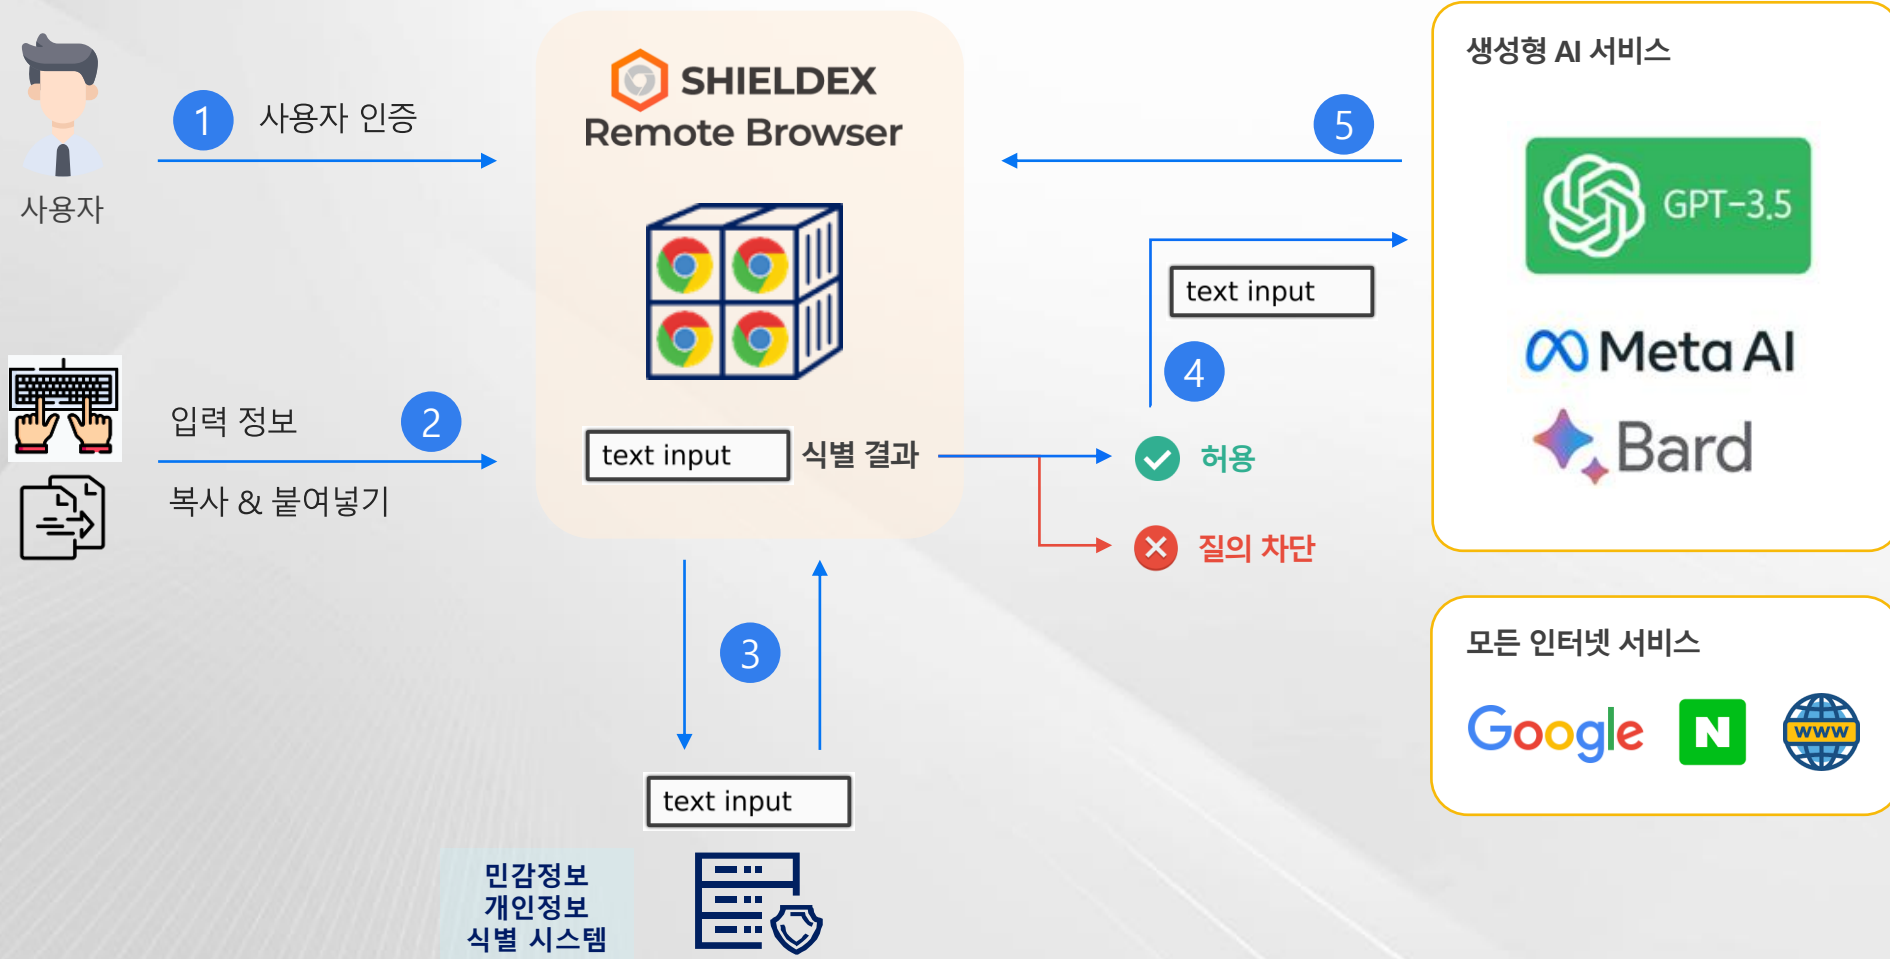 사용자
1
사용자 인증
SHIELDEX
Remote Browser
5
생성형 AI 서비스
GPT-3.5
text input
Meta AI
4
입력 정보
2
복사 & 붙여넣기
text input
식별 결과
허용
Bard
질의 차단
3
모든 인터넷 서비스
Google
N
www
text input
민감정보
개인정보
식별 시스템